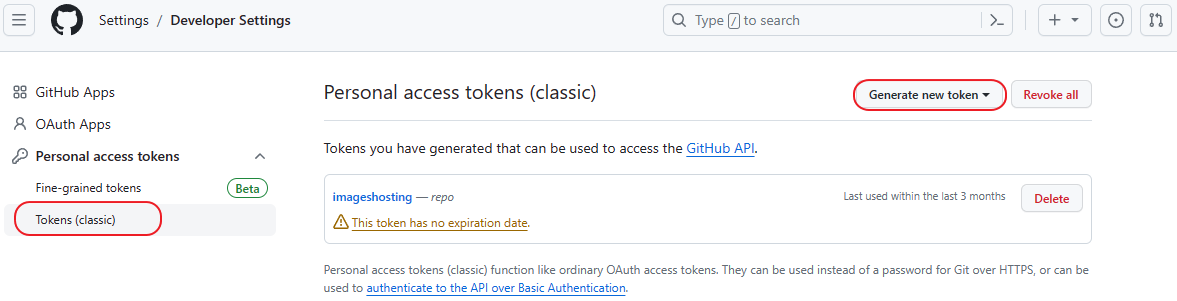 Settings / Developer Settings
Type / to search
GitHub Apps
OAuth Apps
Personal access tokens
Fine-grained tokens Beta
Tokens (classic)
Personal access tokens (classic)
Generate new token
Revoke all
Tokens you have generated that can be used to access the GitHub API.
imageshosting — repo
Last used within the last 3 months
Delete
This token has no expiration date.
Personal access tokens (classic) function like ordinary OAuth access tokens. They can be used instead of a password for Git over HTTPS, or can be
used to authenticate to the API over Basic Authentication.